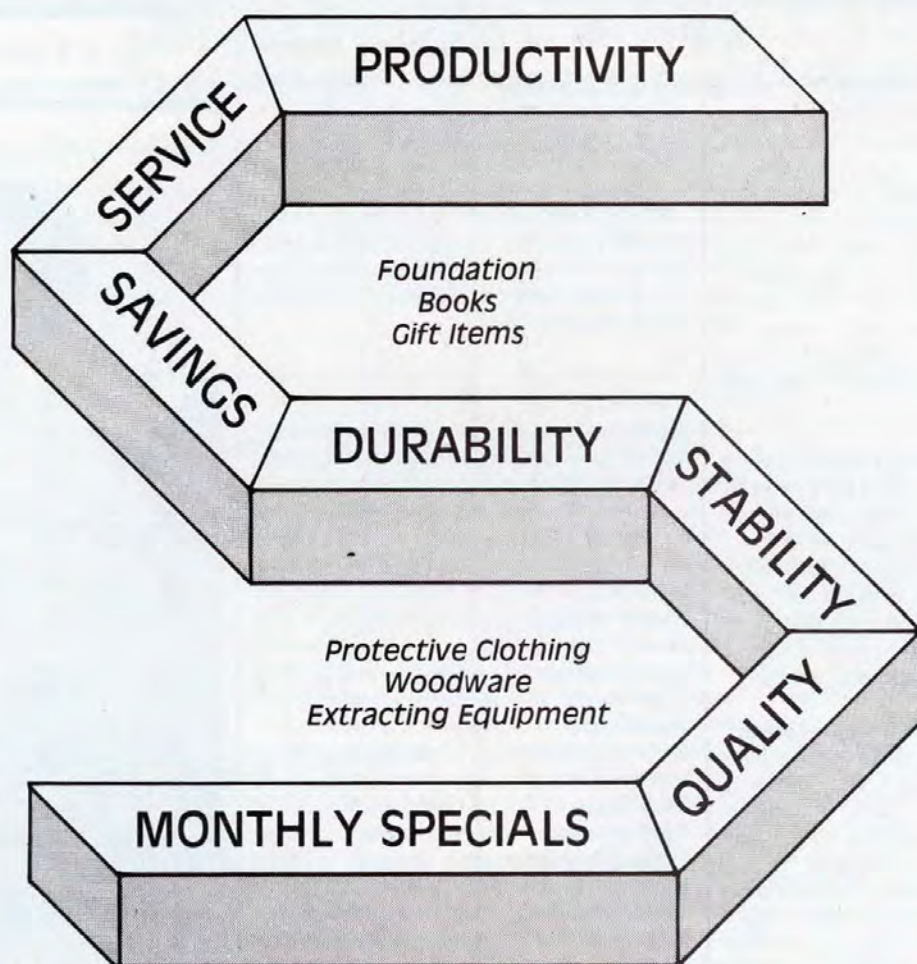 PRODUCTIVITY
SERVICE
Foundation
Books
Gift Items
SAVINGS
DURABILITY
STABILITY
Protective Clothing
Woodware
Extracting Equipment
QUALITY
MONTHLY SPECIALS